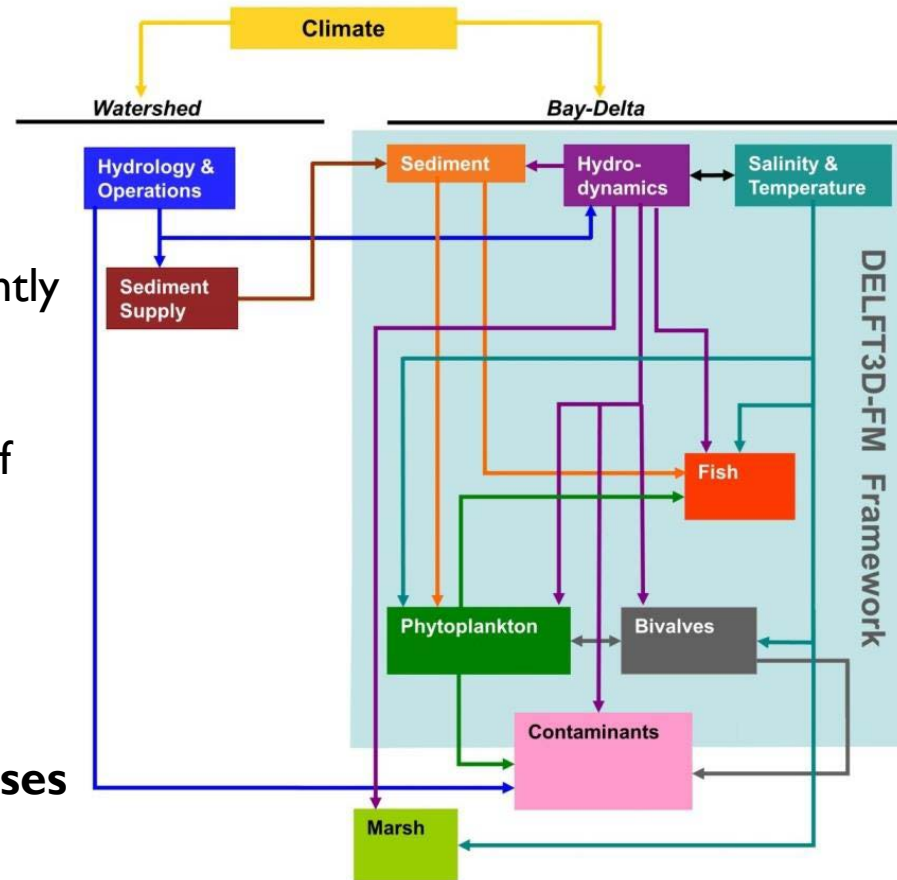 Climate
Watershed
Bay-Delta
Hydrology &
Operations
Sediment
Hydro-
dynamics
Salinity &
Temperature
Sediment
Supply
ntly
f
DELFT3D-FM Framework
Fish
Phytoplankton
Bivalves
Contaminants
ses
Marsh